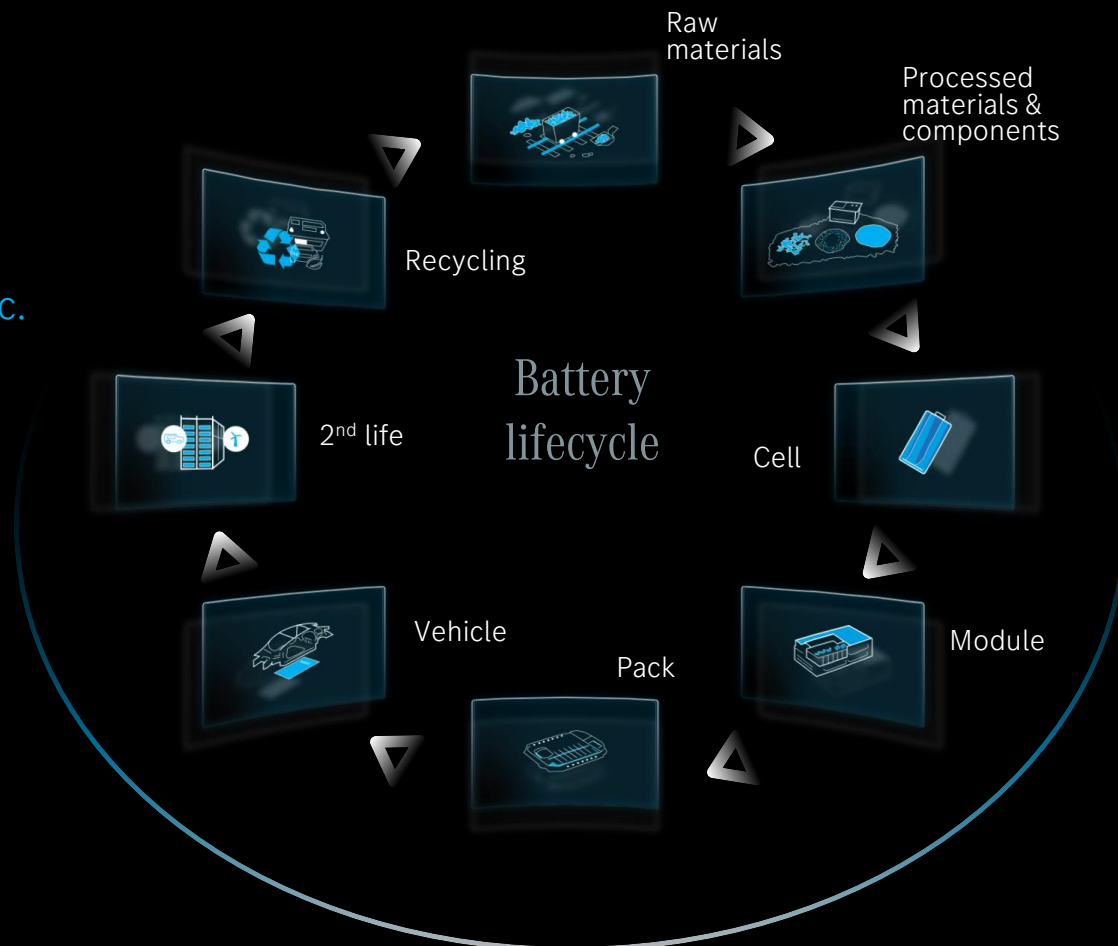 Raw
materials
Processed
materials &
components
Recycling
c.
Battery
lifecycle
2nd life
Cell
Vehicle
Module
Pack